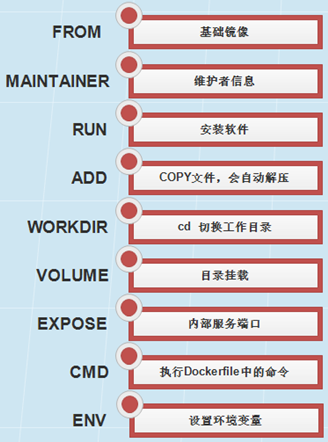 FROM 基础镜像
MAINTAINER 维护者信息
RUN 安装软件
ADD COPY文件，会自动解压
WORKDIR cd 切换工作目录
VOLUME 目录挂载
EXPOSE 内部服务端口
CMD 执行Dockerfile中的命令
ENV 设置环境变量